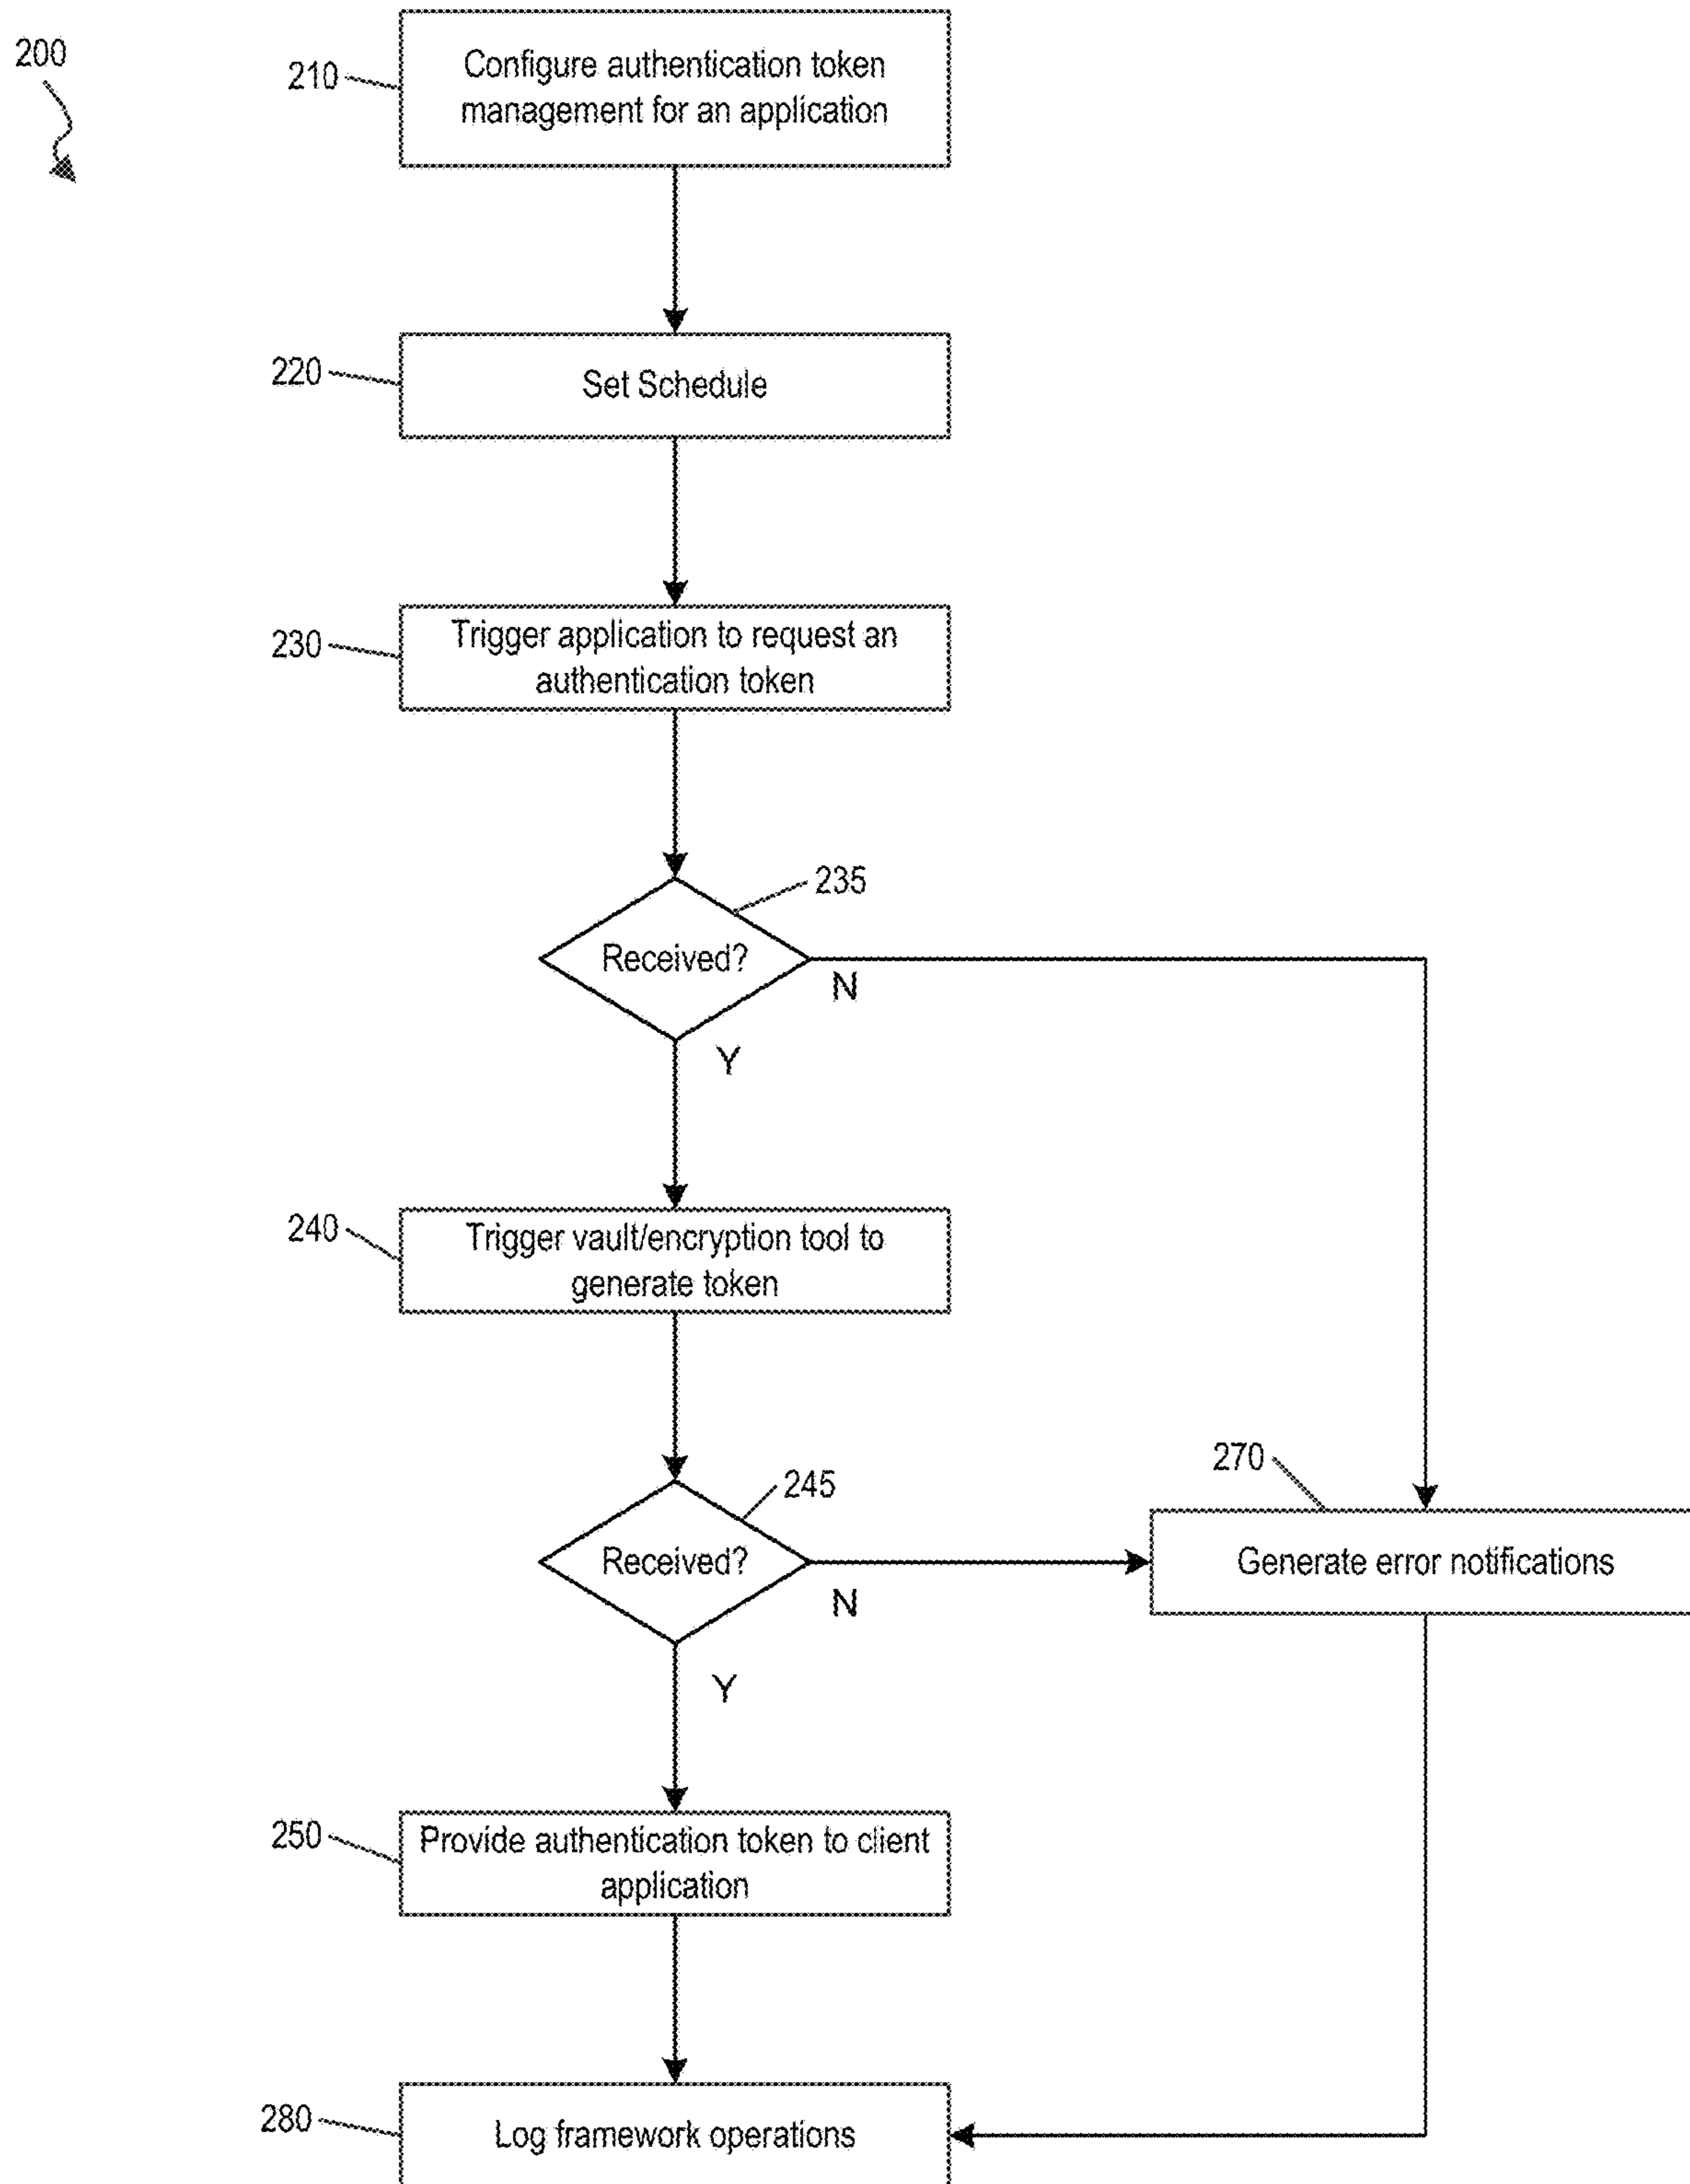 200
210
Configure authentication token
management for an application
220
Set Schedule
230
Trigger application to request an
authentication token
235
Received?
N
Y
240
Trigger vault/encryption tool to
generate token
245
Received?
N
Y
270
Generate error notifications
250
Provide authentication token to client
application
280
Log framework operations